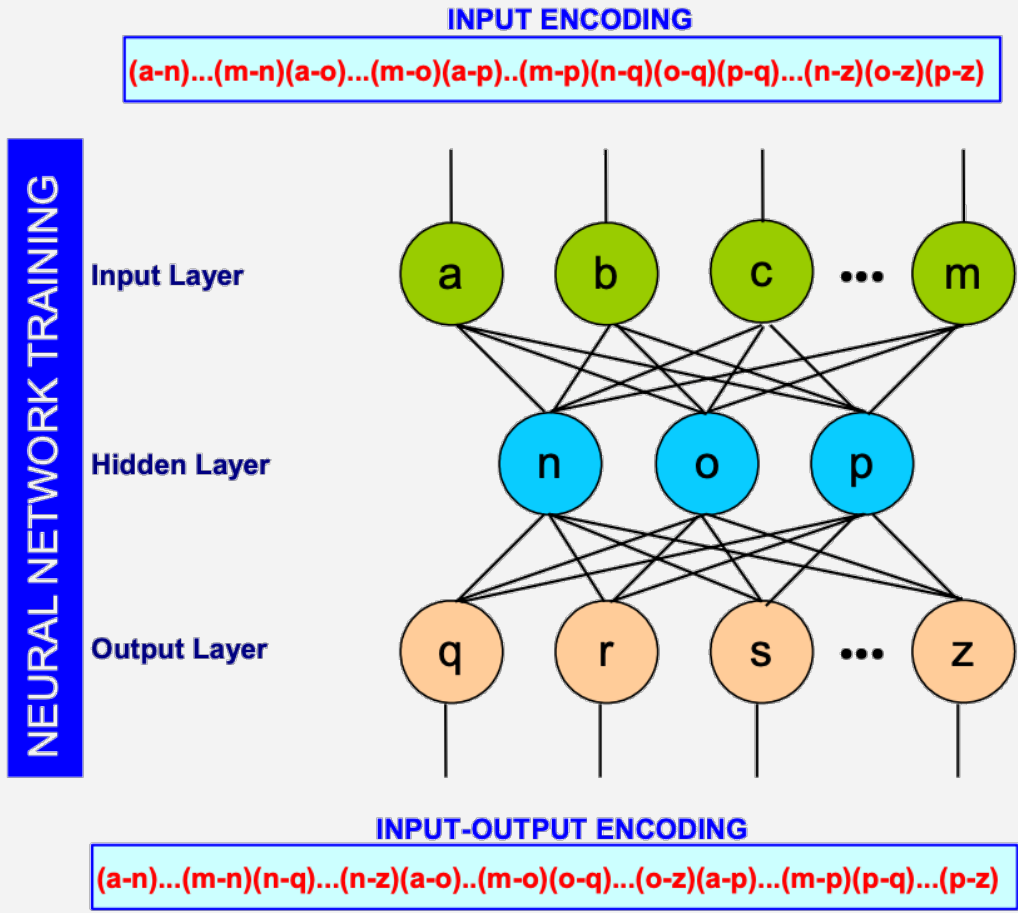 INPUT ENCODING
(a-n)...(m-n)(a-o)...(m-o)(a-p)..(m-p)(n-q)(o-q)(p-q)...(n-z)(o-z)(p-z)
NEURAL NETWORK TRAINING
Input Layer
a b c ... m
Hidden Layer
n o p
Output Layer
q r s ... z
INPUT-OUTPUT ENCODING
(a-n)...(m-n)(n-q)...(n-z)(a-o)..(m-o)(o-q)...(o-z)(a-p)...(m-p)(p-q)...(p-z)